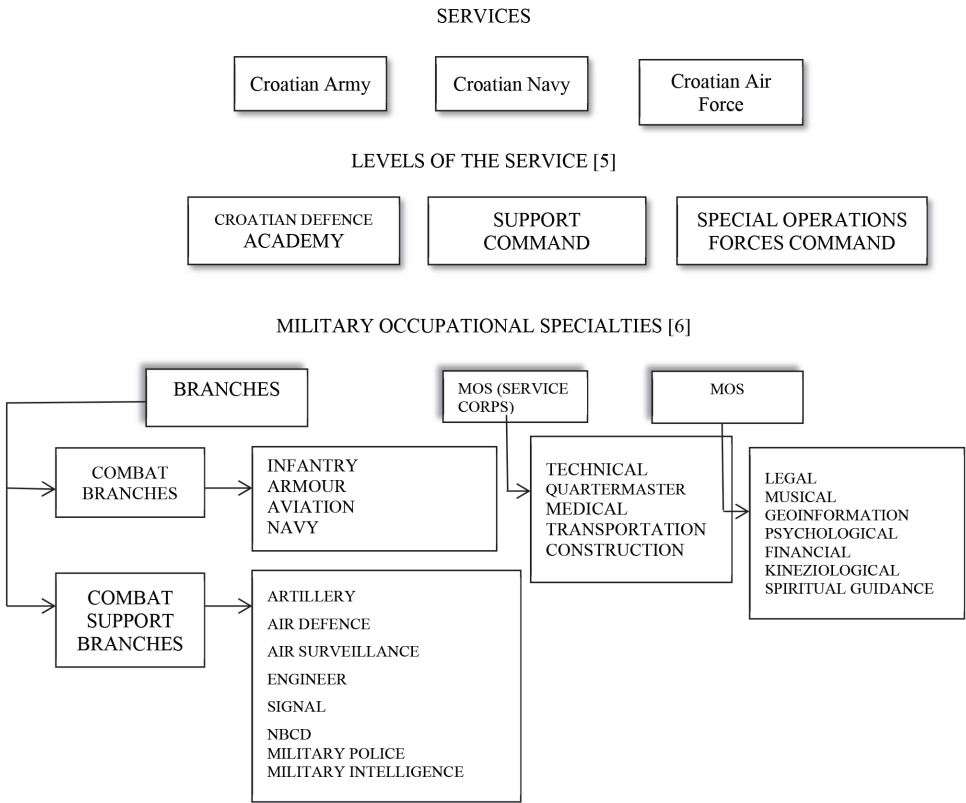 SERVICES
Croatian Army
Croatian Navy
Croatian Air
Force
LEVELS OF THE SERVICE [5]
CROATIAN DEFENCE
ACADEMY
SUPPORT
COMMAND
SPECIAL OPERATIONS
FORCES COMMAND
MILITARY OCCUPATIONAL SPECIALTIES [6]
BRANCHES
MOS (SERVICE
CORPS)
MOS
COMBAT
BRANCHES
INFANTRY
ARMOUR
AVIATION
NAVY
TECHNICAL
QUARTERMASTER
MEDICAL
TRANSPORTATION
CONSTRUCTION
LEGAL
MUSICAL
GEOINFORMATION
PSYCHOLOGICAL
FINANCIAL
KINEZIOLOGICAL
SPIRITUAL GUIDANCE
COMBAT
SUPPORT
BRANCHES
ARTILLERY
AIR DEFENCE
AIR SURVEILLANCE
ENGINEER
SIGNAL
NBCD
MILITARY POLICE
MILITARY INTELLIGENCE